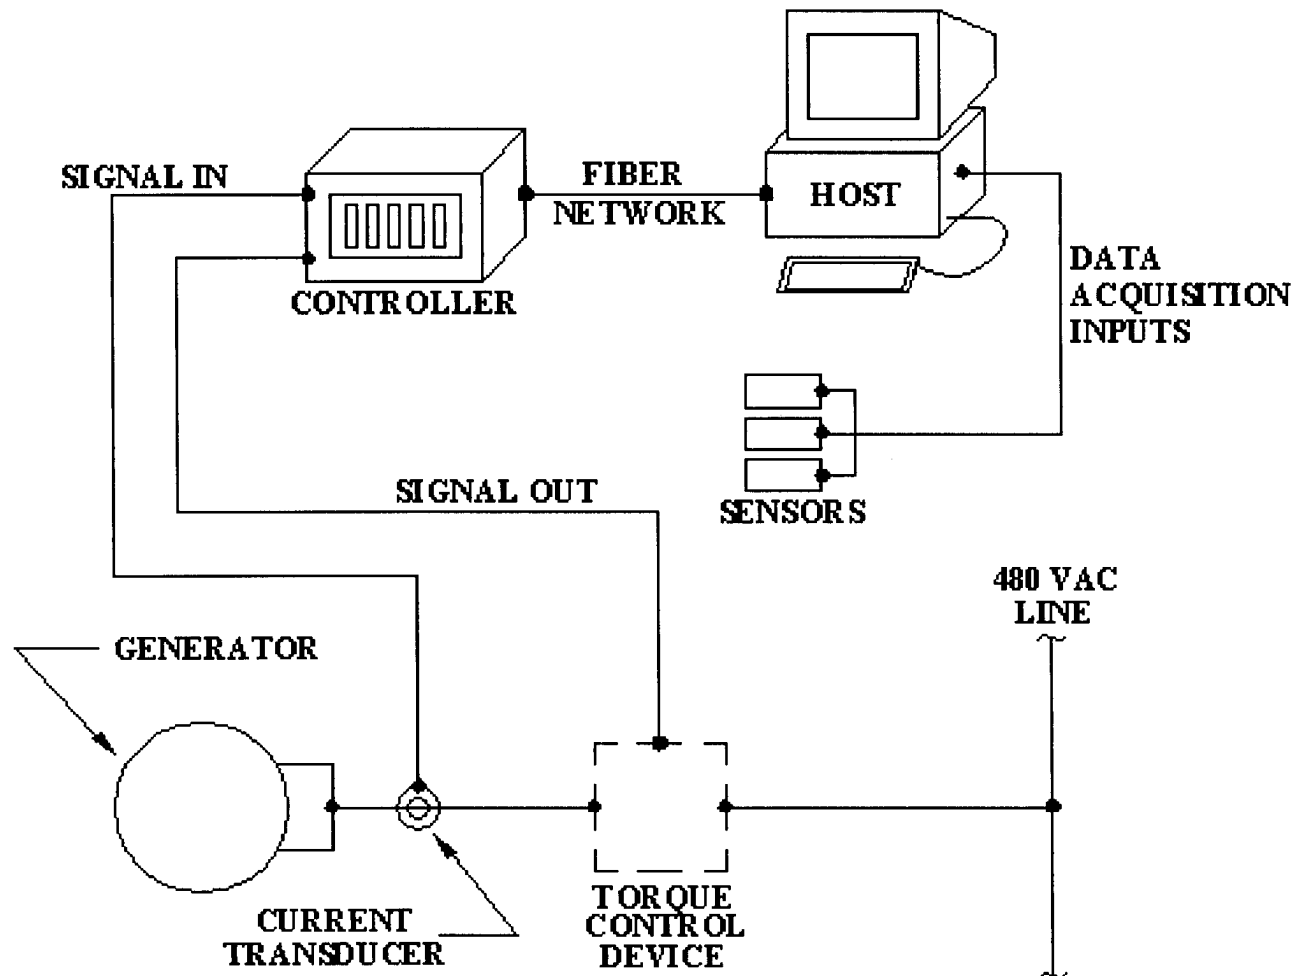 SIGNAL IN
FIBER
NETWORK
HOST
CONTROLLER
DATA
ACQUISITION
INPUTS
SIGNAL OUT
SENSORS
480 VAC
LINE
GENERATOR
CURRENT
TRANSDUCER
TORQUE
CONTROL
DEVICE